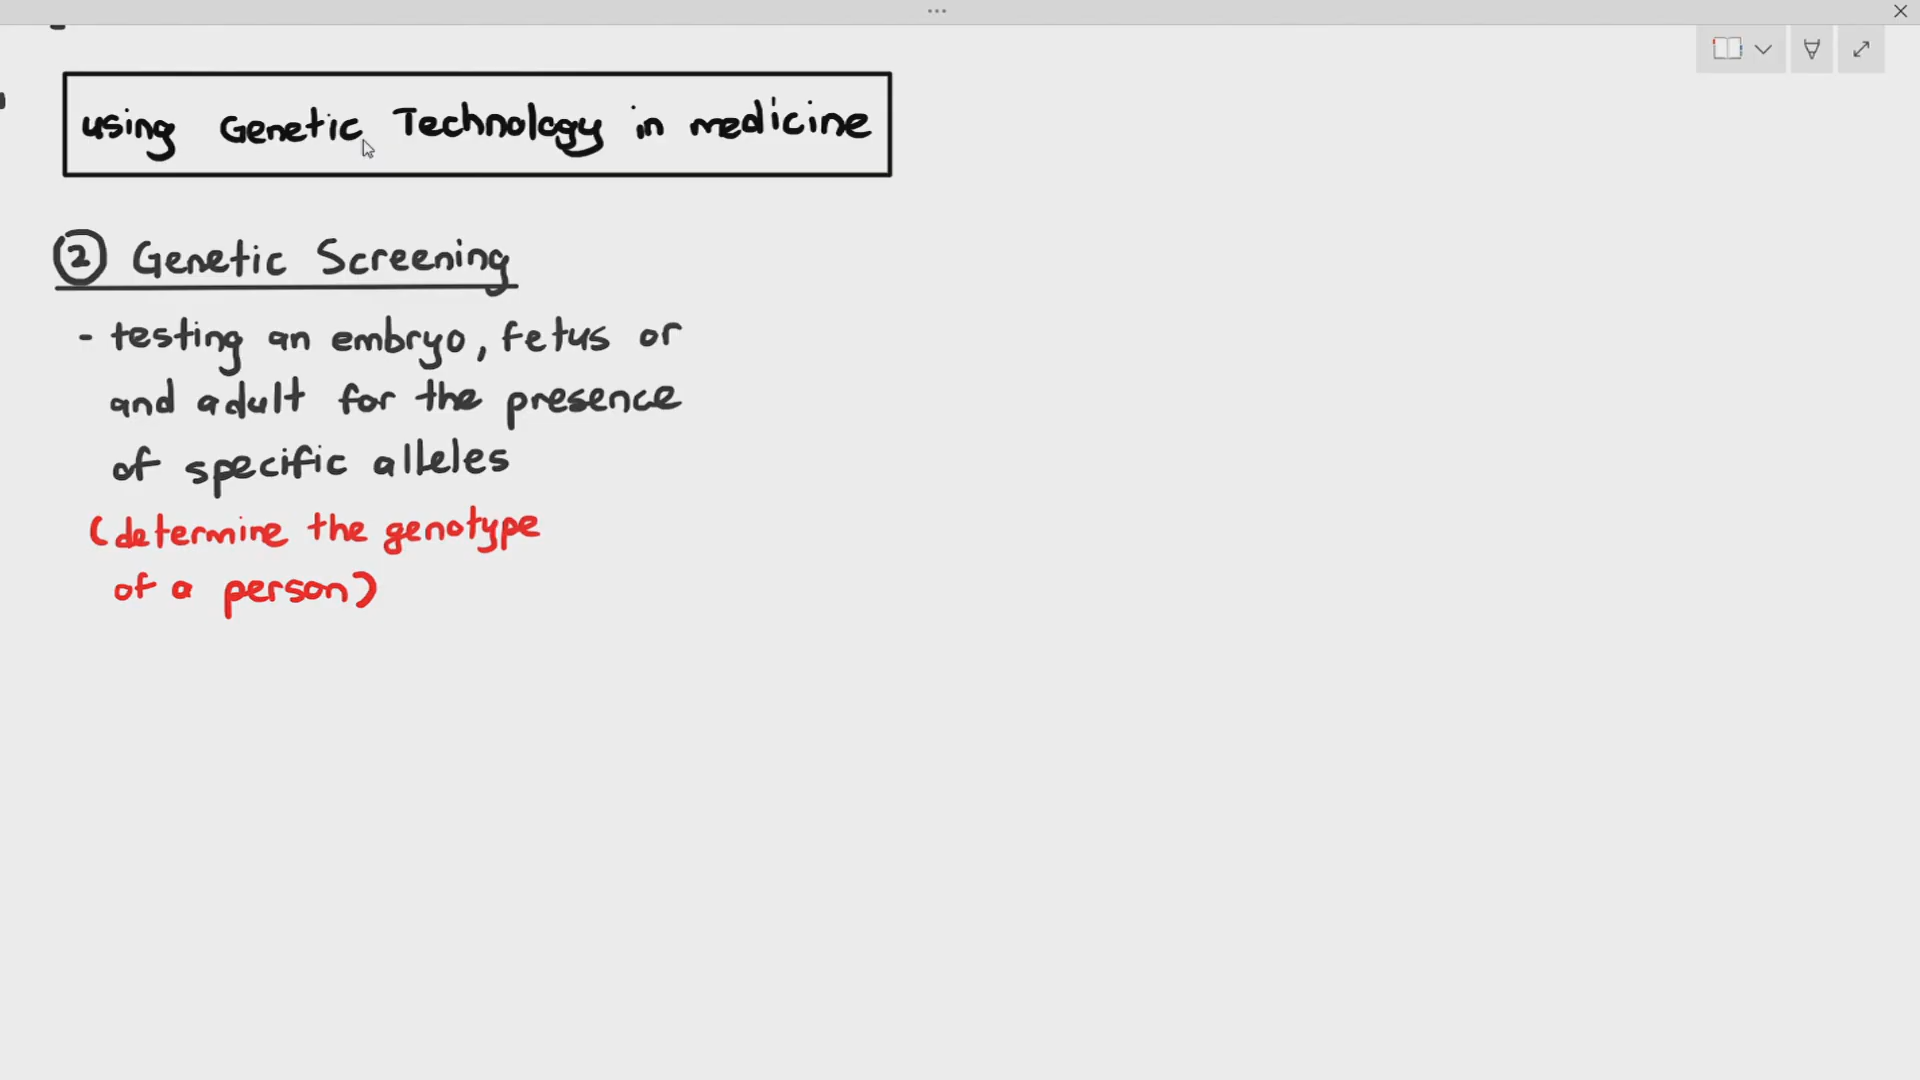 using Genetic Technology in medicine
② Genetic Screening
- testing an embryo, fetus or
and adult for the presence
of specific alleles
(determine the genotype
of a person)